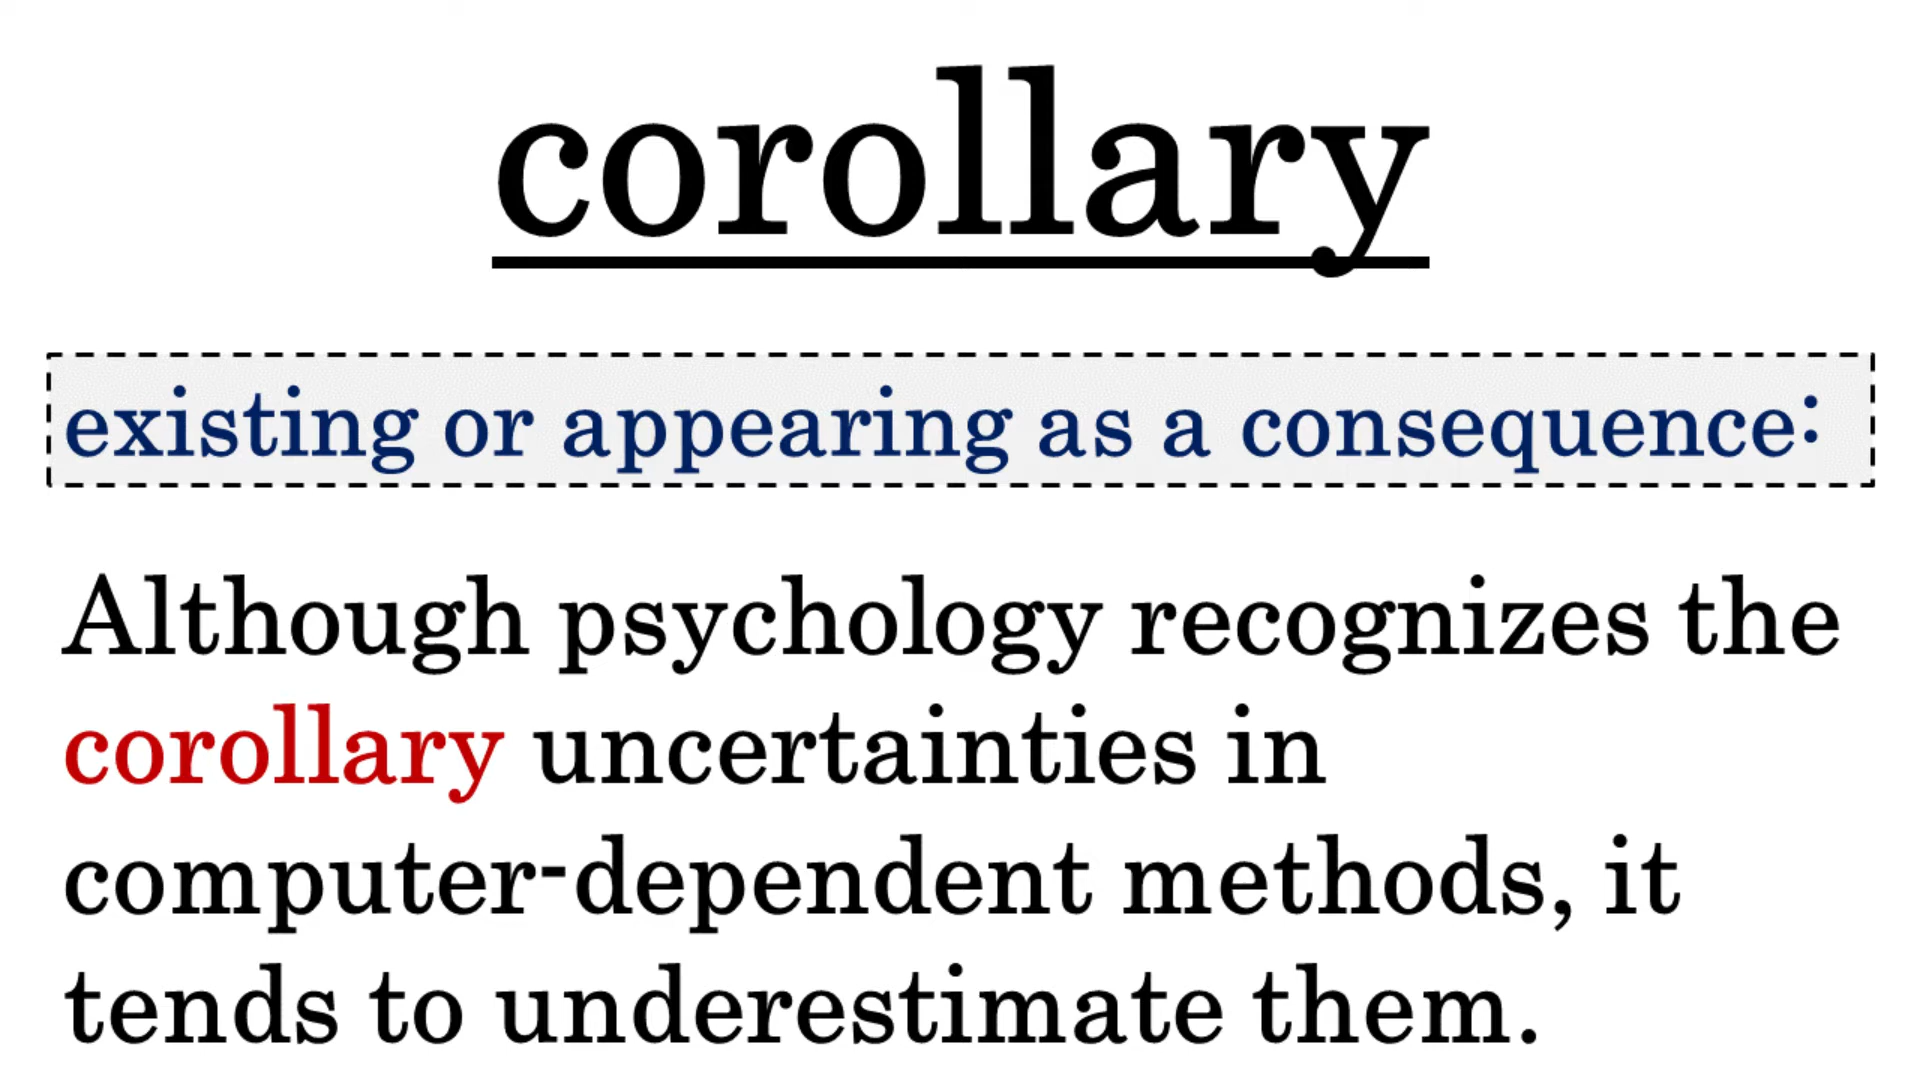 corollary
existing or appearing as a consequence:
Although psychology recognizes the
corollary uncertainties in
computer-dependent methods, it
tends to underestimate them.